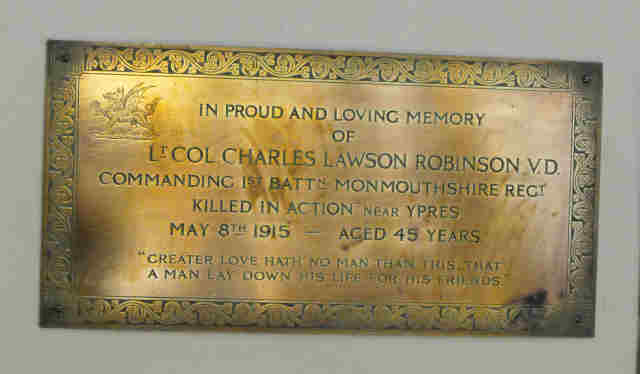 IN PROUD AND LOVING MEMORY
OF
LT COL CHARLES LAWSON ROBINSON V.D.
COMMANDING 1ST BATTN MONMOUTHSHIRE REGT
KILLED IN ACTION NEAR YPRES
MAY 8TH 1915 — AGED 45 YEARS
"GREATER LOVE HATH NO MAN THAN THIS, THAT
A MAN LAY DOWN HIS LIFE FOR HIS FRIENDS."